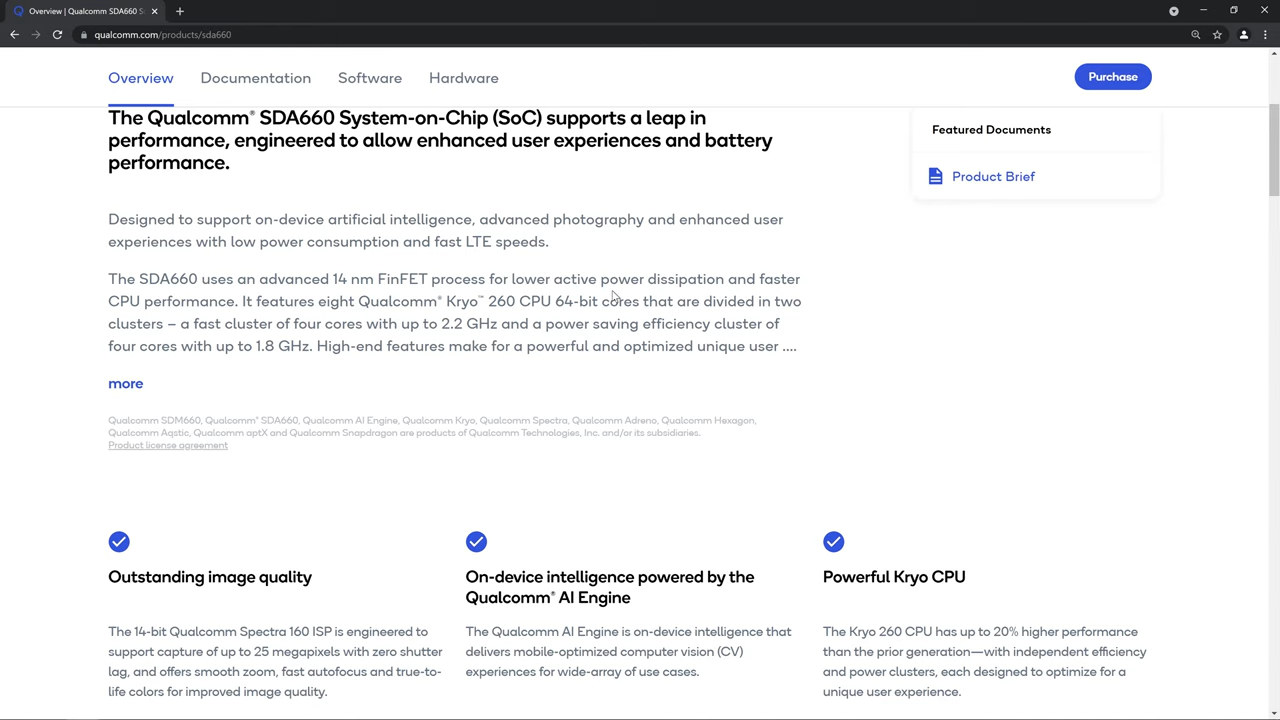 Overview | Qualcomm SDA660 S
qualcomm.com/products/sda660
Overview Documentation Software Hardware Purchase
The Qualcomm® SDA660 System-on-Chip (SoC) supports a leap in
performance, engineered to allow enhanced user experiences and battery
performance.
Featured Documents
Product Brief
Designed to support on-device artificial intelligence, advanced photography and enhanced user
experiences with low power consumption and fast LTE speeds.
The SDA660 uses an advanced 14 nm FinFET process for lower active power dissipation and faster
CPU performance. It features eight Qualcomm® Kryo™ 260 CPU 64-bit cores that are divided in two
clusters – a fast cluster of four cores with up to 2.2 GHz and a power saving efficiency cluster of
four cores with up to 1.8 GHz. High-end features make for a powerful and optimized unique user ....
more
Qualcomm SDM660, Qualcomm® SDA660, Qualcomm AI Engine, Qualcomm Kryo, Qualcomm Spectra, Qualcomm Adreno, Qualcomm Hexagon,
Qualcomm Aqstic, Qualcomm aptX and Qualcomm Snapdragon are products of Qualcomm Technologies, Inc. and/or its subsidiaries.
Product license agreement
Outstanding image quality
The 14-bit Qualcomm Spectra 160 ISP is engineered to
support capture of up to 25 megapixels with zero shutter
lag, and offers smooth zoom, fast autofocus and true-to-
life colors for improved image quality.
On-device intelligence powered by the
Qualcomm® AI Engine
The Qualcomm AI Engine is on-device intelligence that
delivers mobile-optimized computer vision (CV)
experiences for wide-array of use cases.
Powerful Kryo CPU
The Kryo 260 CPU has up to 20% higher performance
than the prior generation—with independent efficiency
and power clusters, each designed to optimize for a
unique user experience.